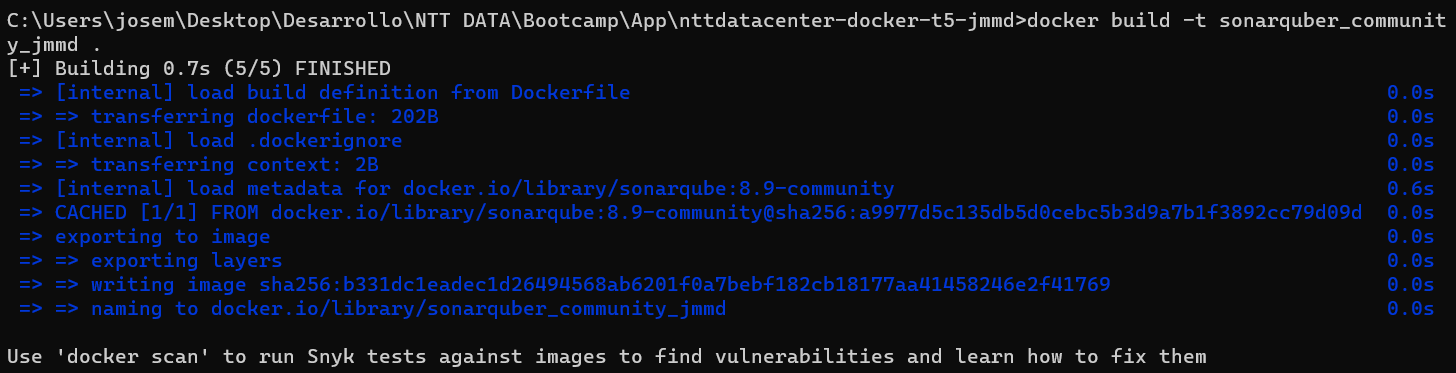 C:\Users\josem\Desktop\Desarrollo\NTT DATA\Bootcamp\App\nttdatacenter-docker-t5-jmmd>docker build -t sonarquber_communit
y_jmmd .
[+] Building 0.7s (5/5) FINISHED
=> [internal] load build definition from Dockerfile 0.0s
=> => transferring dockerfile: 202B 0.0s
=> [internal] load .dockerignore 0.0s
=> => transferring context: 2B 0.0s
=> [internal] load metadata for docker.io/library/sonarqube:8.9-community 0.6s
=> CACHED [1/1] FROM docker.io/library/sonarqube:8.9-community@sha256:a9977d5c135db5d0cebc5b3d9a7b1f3892cc79d09d 0.0s
=> exporting to image 0.0s
=> => exporting layers 0.0s
=> => writing image sha256:b331dc1eadec1d26494568ab6201f0a7bebf182cb18177aa41458246e2f41769 0.0s
=> => naming to docker.io/library/sonarquber_community_jmmd 0.0s
Use 'docker scan' to run Snyk tests against images to find vulnerabilities and learn how to fix them